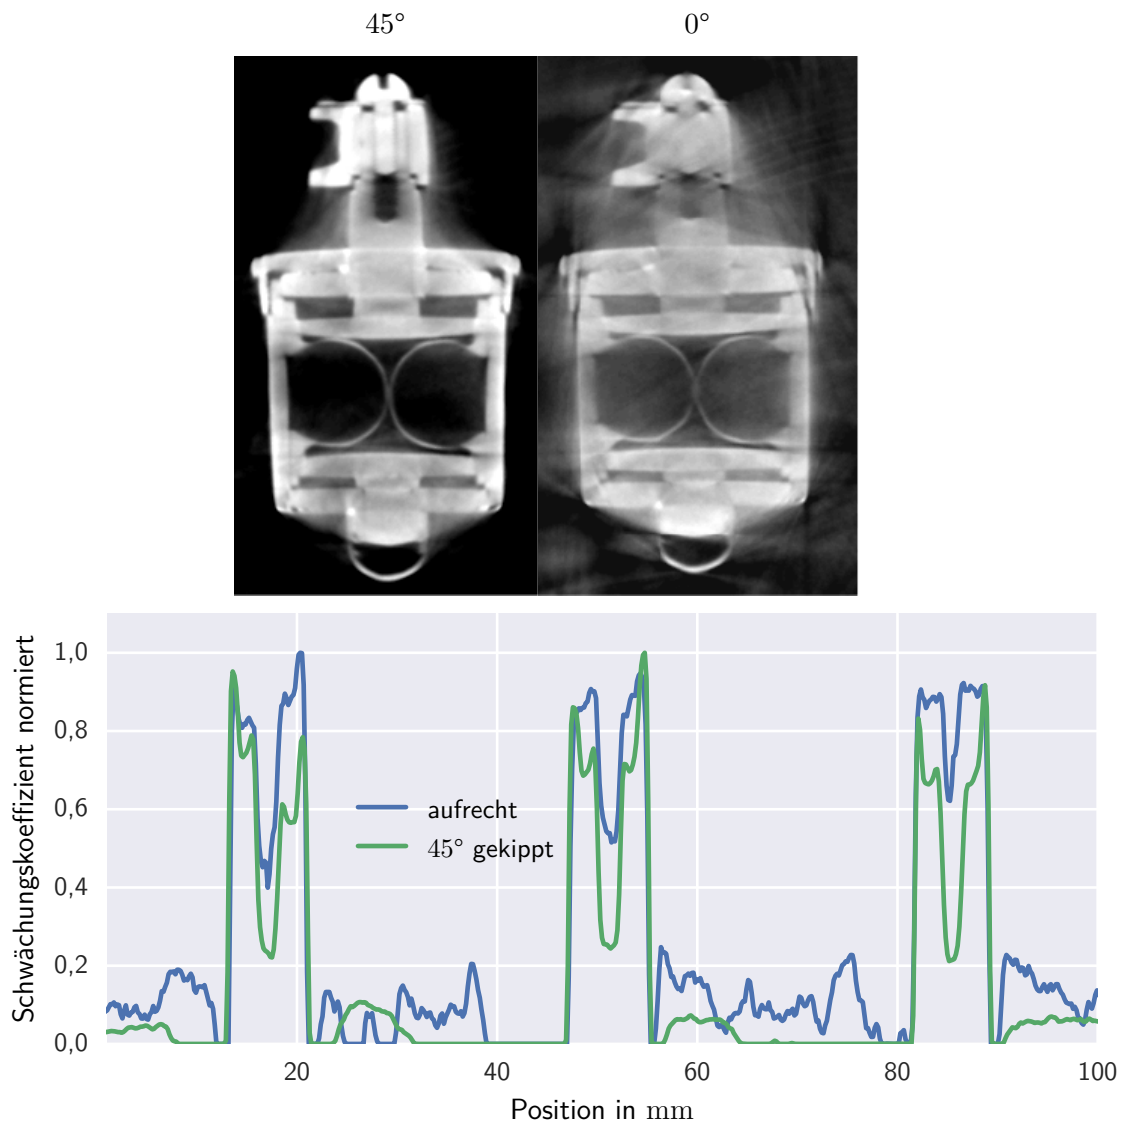 45° 0°
1,0
0,8
0,6
0,4
0,2
0,0
Schwächungskoeffizient normiert
aufrecht
45° gekippt
20 40 60 80 100
Position in mm